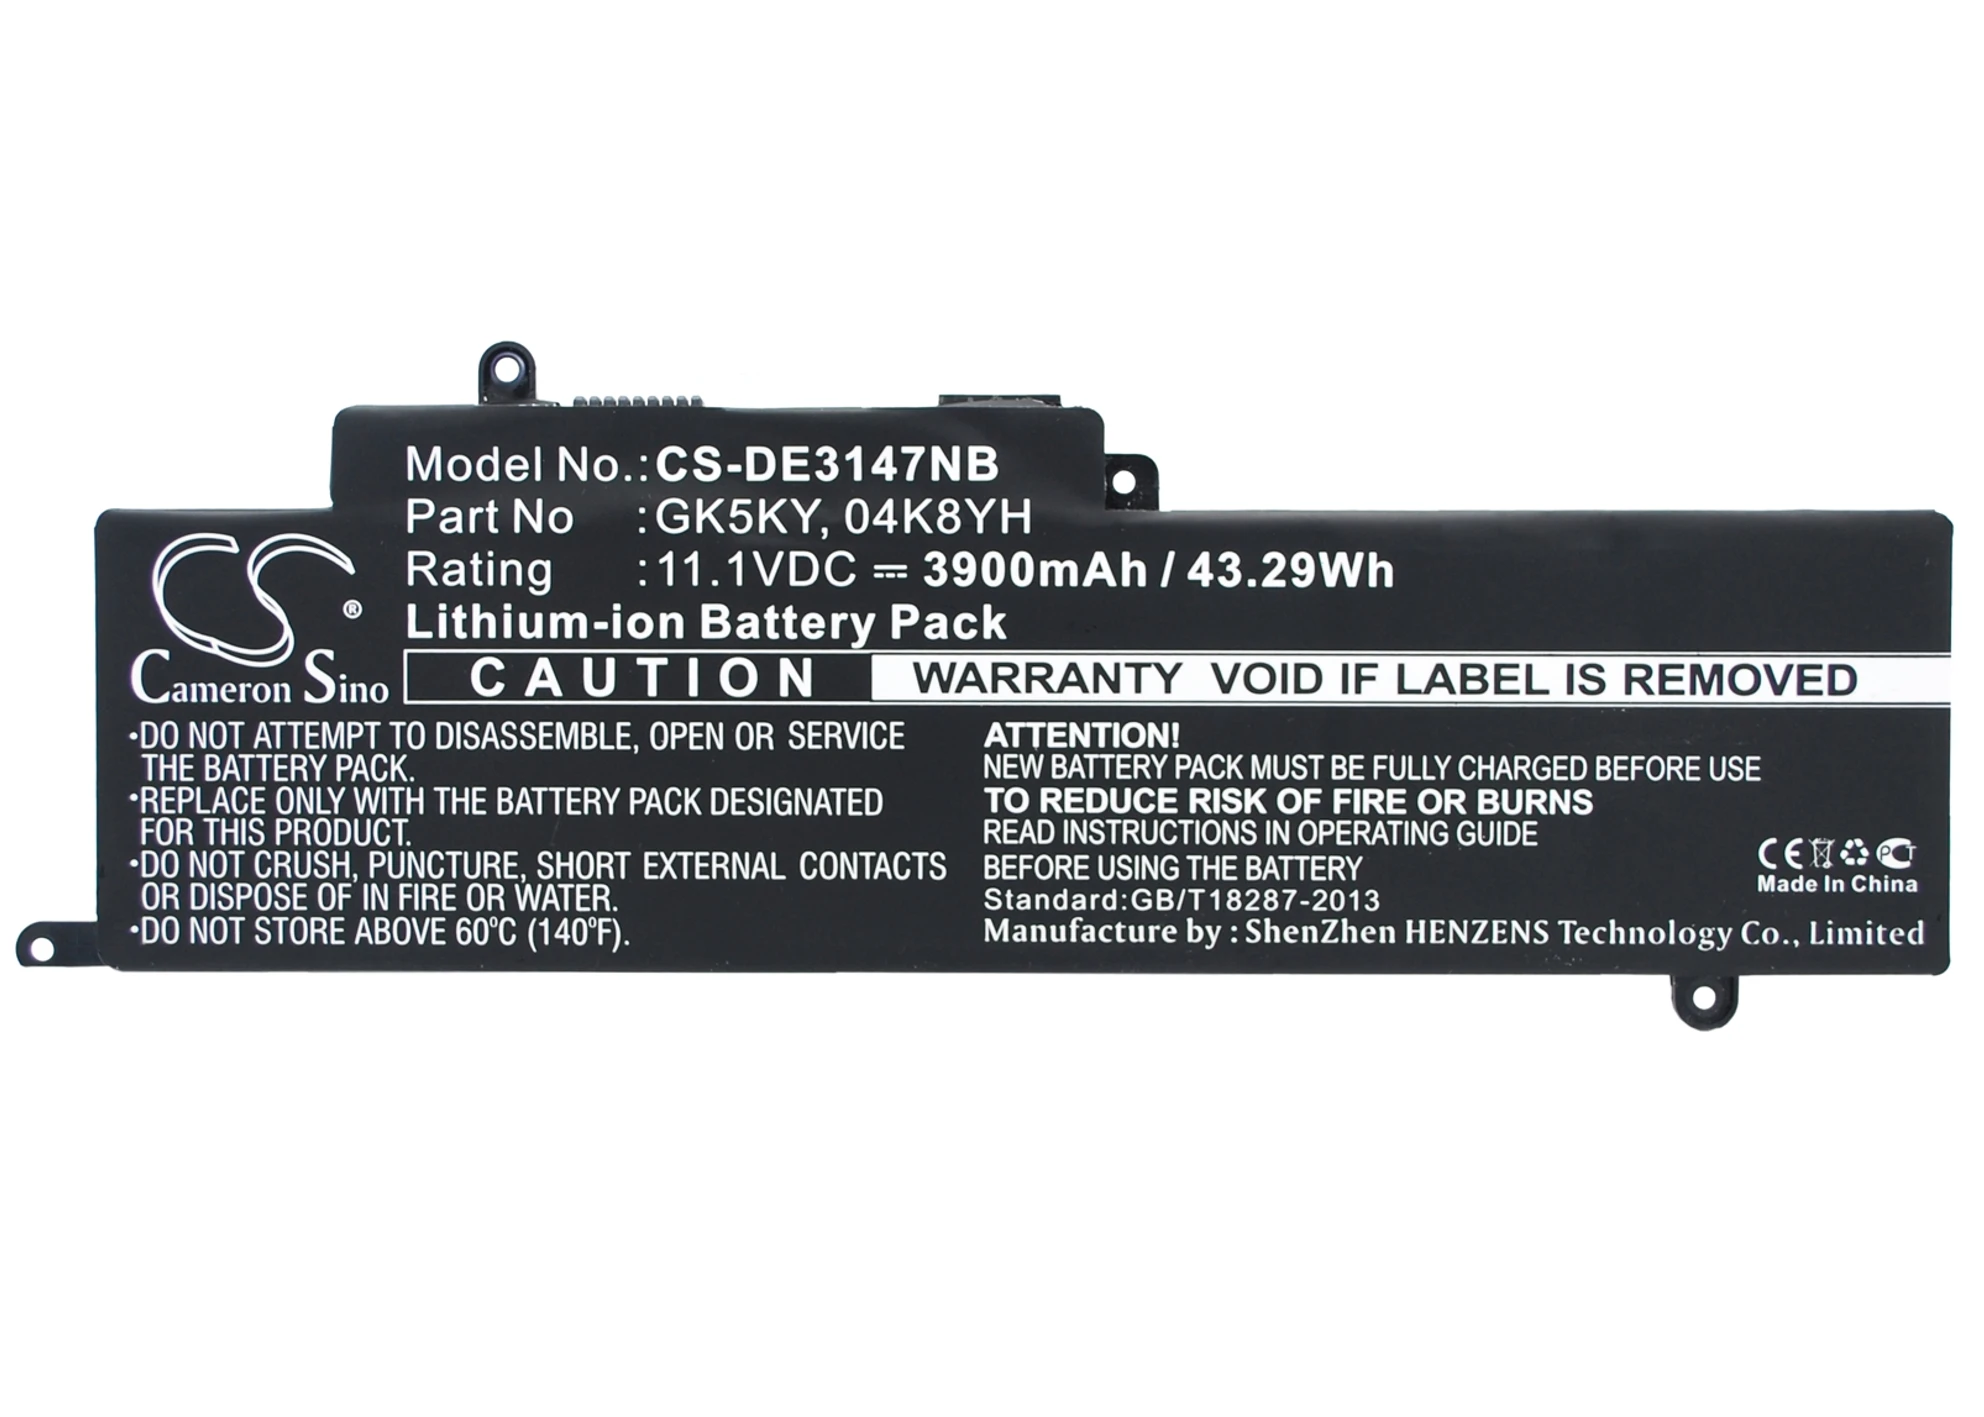 Model No.: CS-DE3147NB
Part No : GK5KY, 04K8YH
Rating : 11.1VDC ⎓ 3900mAh / 43.29Wh
Lithium-ion Battery Pack
CS ®
Cameron Sino
CAUTION WARRANTY VOID IF LABEL IS REMOVED
•DO NOT ATTEMPT TO DISASSEMBLE, OPEN OR SERVICE
THE BATTERY PACK.
•REPLACE ONLY WITH THE BATTERY PACK DESIGNATED
FOR THIS PRODUCT.
•DO NOT CRUSH, PUNCTURE, SHORT EXTERNAL CONTACTS
OR DISPOSE OF IN FIRE OR WATER.
•DO NOT STORE ABOVE 60ºC (140ºF).
ATTENTION!
NEW BATTERY PACK MUST BE FULLY CHARGED BEFORE USE
TO REDUCE RISK OF FIRE OR BURNS
READ INSTRUCTIONS IN OPERATING GUIDE
BEFORE USING THE BATTERY
Standard:GB/T18287-2013
Manufacture by : ShenZhen HENZENS Technology Co., Limited
CE PCT
Made In China